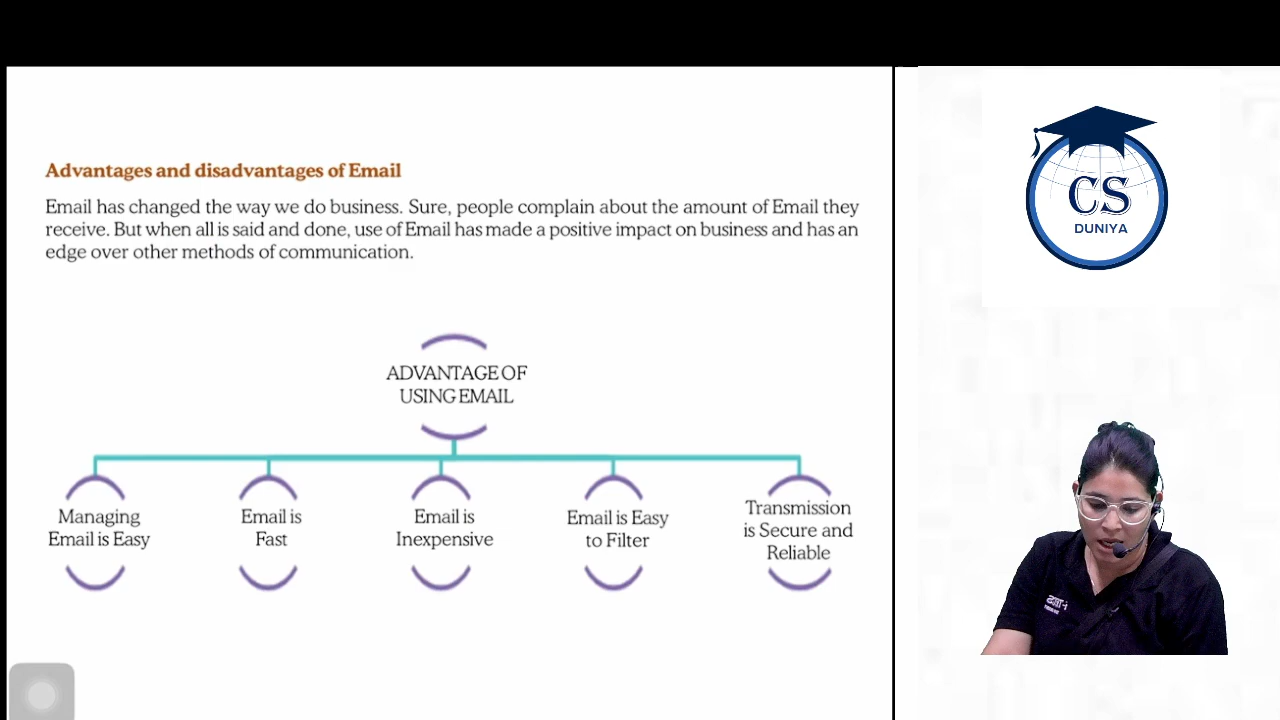 Advantages and disadvantages of Email
Email has changed the way we do business. Sure, people complain about the amount of Email they
receive. But when all is said and done, use of Email has made a positive impact on business and has an
edge over other methods of communication.
ADVANTAGE OF
USING EMAIL
Managing
Email is Easy
Email is
Fast
Email is
Inexpensive
Email is Easy
to Filter
Transmission
is Secure and
Reliable
CS
DUNIYA